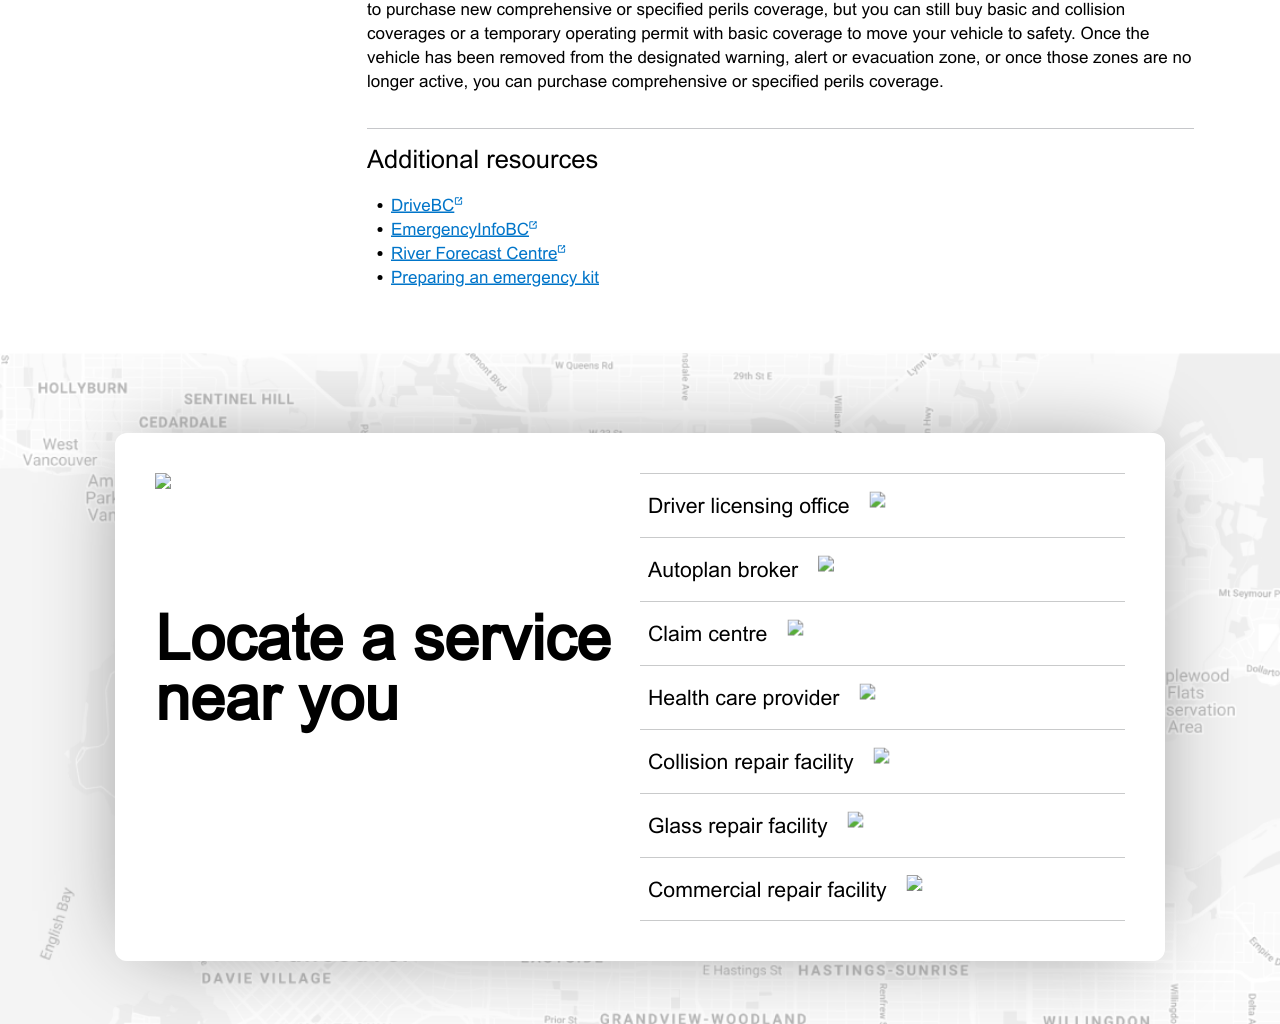 to purchase new comprehensive or specified perils coverage, but you can still buy basic and collision
coverages or a temporary operating permit with basic coverage to move your vehicle to safety. Once the
vehicle has been removed from the designated warning, alert or evacuation zone, or once those zones are no
longer active, you can purchase comprehensive or specified perils coverage.
Additional resources
• DriveBC
• EmergencyInfoBC
• River Forecast Centre
• Preparing an emergency kit
W Queens Rd
29th St E
HOLLYBURN
SENTINEL HILL
CEDARDALE
West
Vancouver
Locate a service
near you
Driver licensing office
Autoplan broker
Claim centre
Health care provider
Collision repair facility
Glass repair facility
Commercial repair facility
Mt Seymour P
plewood
Flats
servation
Area
English Bay
DAVIE VILLAGE
E Hastings St
HASTINGS-SUNRISE
Prior St
GRANDVIEW-WOODLAND
WILLINGDON